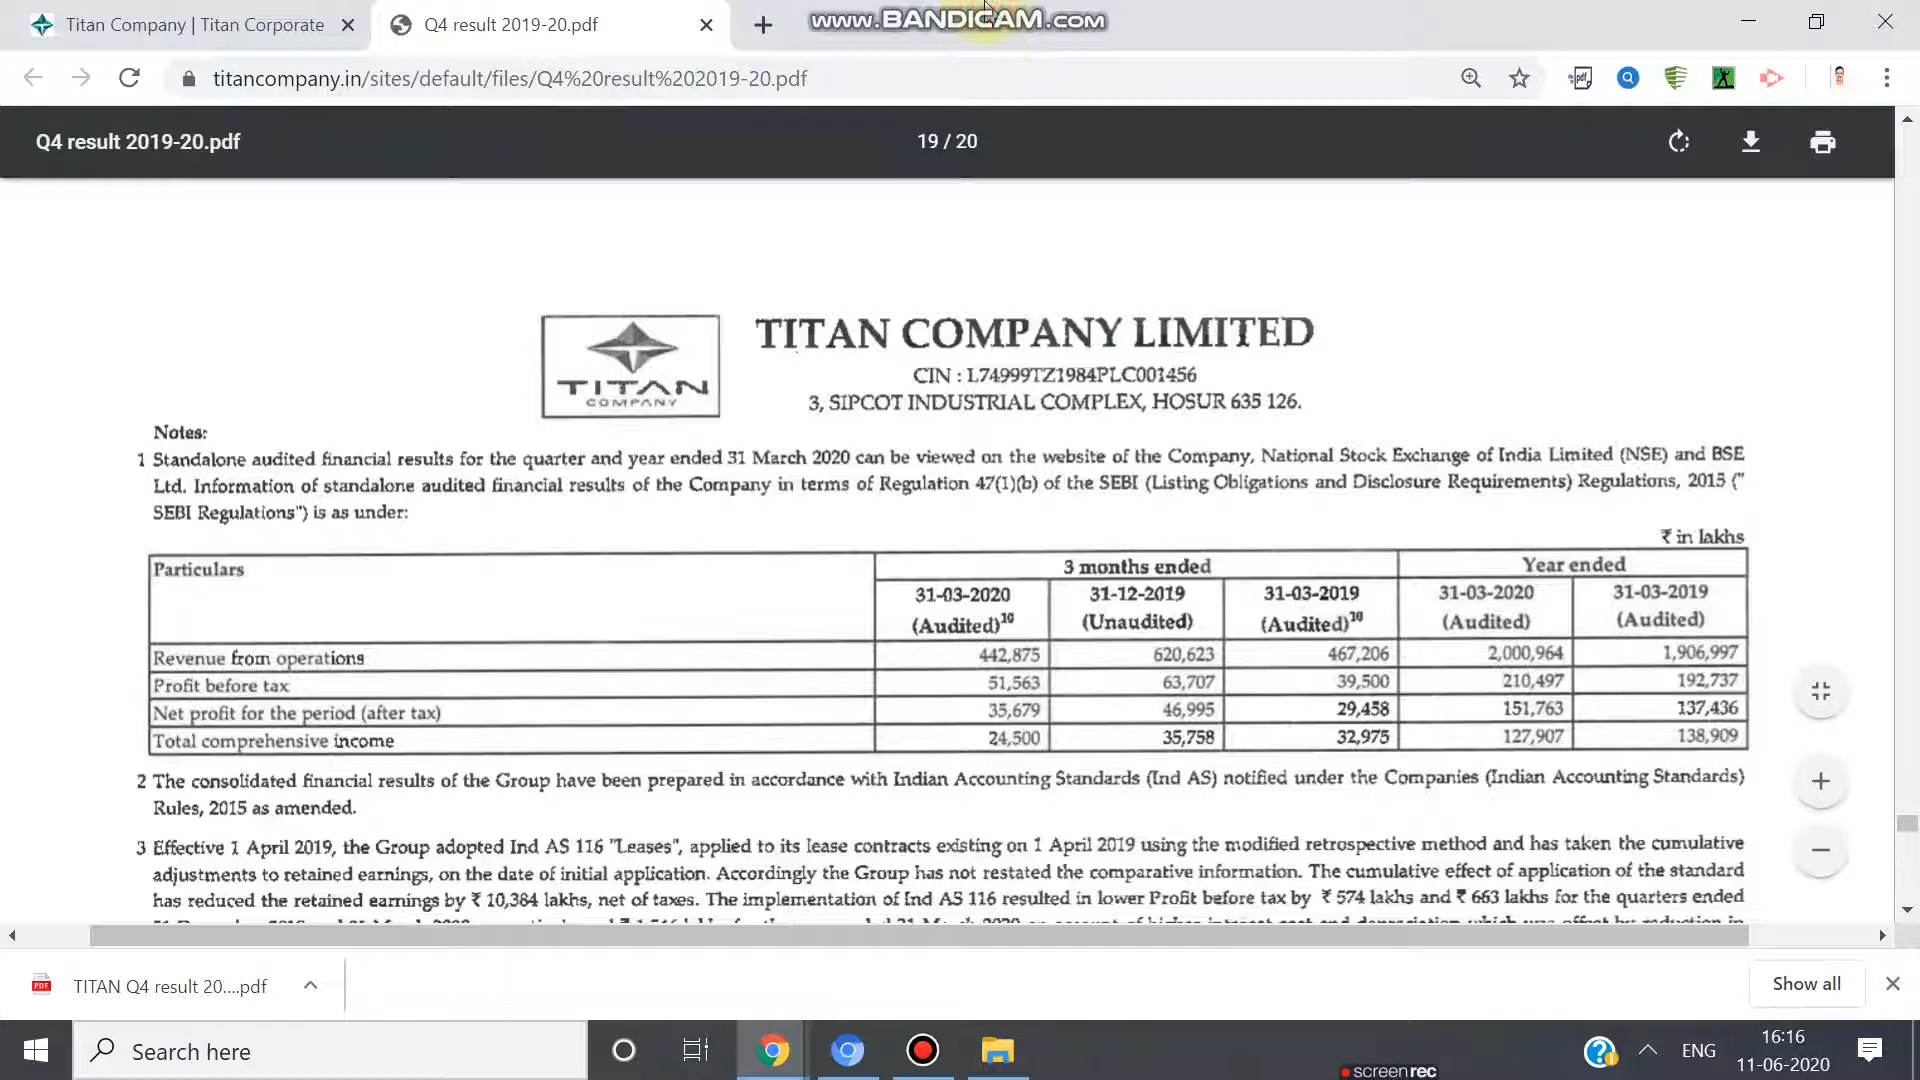 Titan Company | Titan Corporate
Q4 result 2019-20.pdf
www.BANDICAM.com
titancompany.in/sites/default/files/Q4%20result%202019-20.pdf
Q4 result 2019-20.pdf
19 / 20
TITAN
COMPANY
TITAN COMPANY LIMITED
CIN : L74999TZ1984PLC001456
3, SIPCOT INDUSTRIAL COMPLEX, HOSUR 635 126.
Notes:
1 Standalone audited financial results for the quarter and year ended 31 March 2020 can be viewed on the website of the Company, National Stock Exchange of India Limited (NSE) and BSE
Ltd. Information of standalone audited financial results of the Company in terms of Regulation 47(1)(b) of the SEBI (Listing Obligations and Disclosure Requirements) Regulations, 2015 ("
SEBI Regulations") is as under:
₹ in lakhs
Particulars 3 months ended Year ended
31-03-2020 31-12-2019 31-03-2019 31-03-2020 31-03-2019
(Audited)10 (Unaudited) (Audited)10 (Audited) (Audited)
Revenue from operations 442,875 620,623 467,206 2,000,964 1,906,997
Profit before tax 51,563 63,707 39,500 210,497 192,737
Net profit for the period (after tax) 35,679 46,995 29,458 151,763 137,436
Total comprehensive income 24,500 35,758 32,975 127,907 138,909
2 The consolidated financial results of the Group have been prepared in accordance with Indian Accounting Standards (Ind AS) notified under the Companies (Indian Accounting Standards)
Rules, 2015 as amended.
3 Effective 1 April 2019, the Group adopted Ind AS 116 "Leases", applied to its lease contracts existing on 1 April 2019 using the modified retrospective method and has taken the cumulative
adjustments to retained earnings, on the date of initial application. Accordingly the Group has not restated the comparative information. The cumulative effect of application of the standard
has reduced the retained earnings by ₹ 10,384 lakhs, net of taxes. The implementation of Ind AS 116 resulted in lower Profit before tax by ₹ 574 lakhs and ₹ 663 lakhs for the quarters ended
TITAN Q4 result 20....pdf
Show all
Search here
ENG
16:16
11-06-2020
screenrec